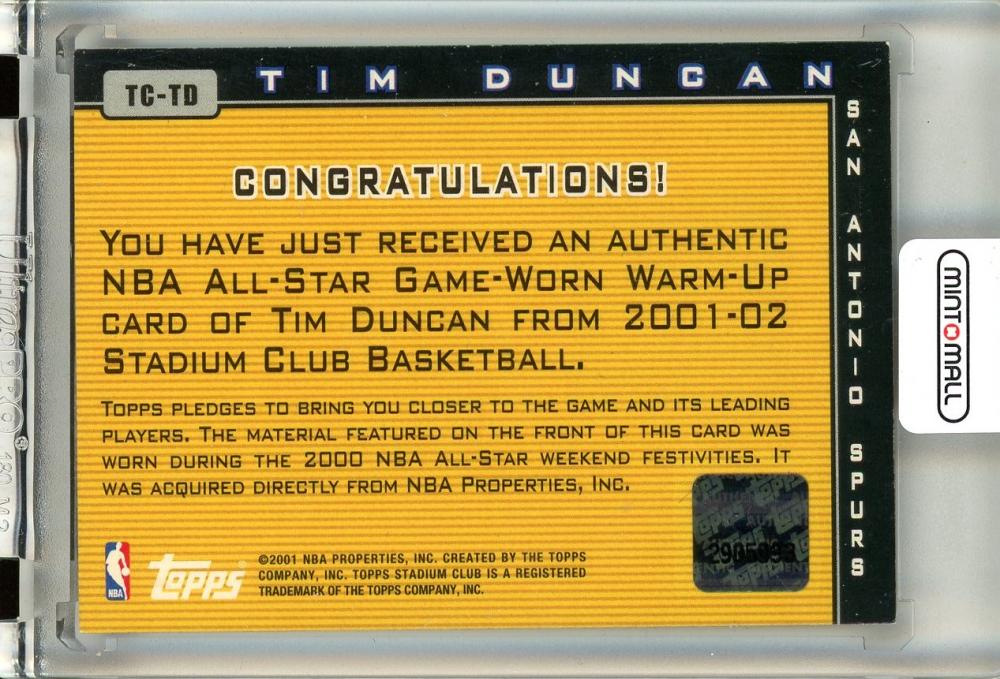 TC-TD
TIM DUNCAN
SAN ANTONIO SPURS
CONGRATULATIONS!
YOU HAVE JUST RECEIVED AN AUTHENTIC
NBA ALL-STAR GAME-WORN WARM-UP
CARD OF TIM DUNCAN FROM 2001-02
STADIUM CLUB BASKETBALL.
TOPPS PLEDGES TO BRING YOU CLOSER TO THE GAME AND ITS LEADING
PLAYERS. THE MATERIAL FEATURED ON THE FRONT OF THIS CARD WAS
WORN DURING THE 2000 NBA ALL-STAR WEEKEND FESTIVITIES. IT
WAS ACQUIRED DIRECTLY FROM NBA PROPERTIES, INC.
NBA
topps
©2001 NBA PROPERTIES, INC. CREATED BY THE TOPPS
COMPANY, INC. TOPPS STADIUM CLUB IS A REGISTERED
TRADEMARK OF THE TOPPS COMPANY, INC.
MINT MALL